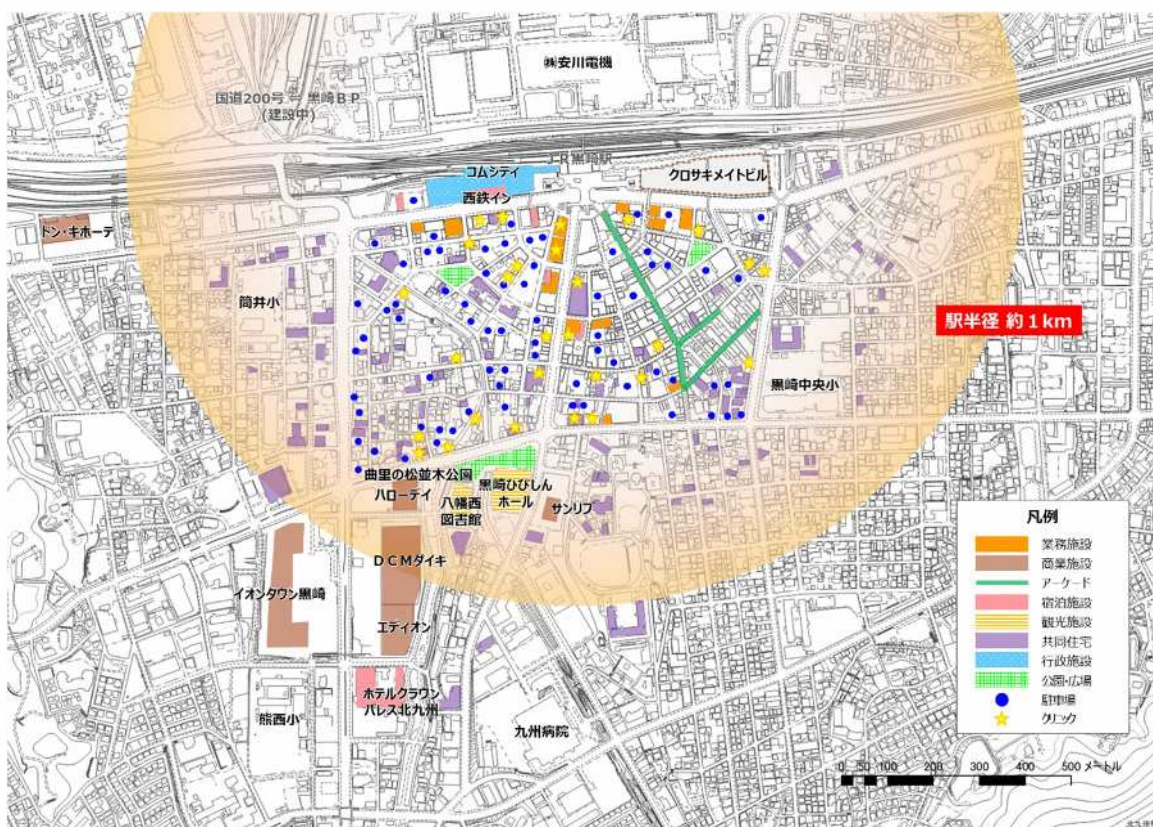 ㈱安川電機
国道200号 ⇔ 黒崎BP
(建設中)
JR黒崎駅
コムシティ
クロサキメイトビル
西鉄イン
ドン・キホーテ
筒井小
駅半径 約1km
黒崎中央小
曲里の松並木公園
ハローデイ
黒崎ひびしん
ホール
八幡西
図書館
サンリブ
DCMダイキ
イオンタウン黒崎
エディオン
ホテルクラウン
パレス北九州
熊西小
九州病院
凡例
業務施設
商業施設
アーケード
宿泊施設
観光施設
共同住宅
行政施設
公園・広場
駐車場
クリニック
0 50 100 200 300 400 500 メートル